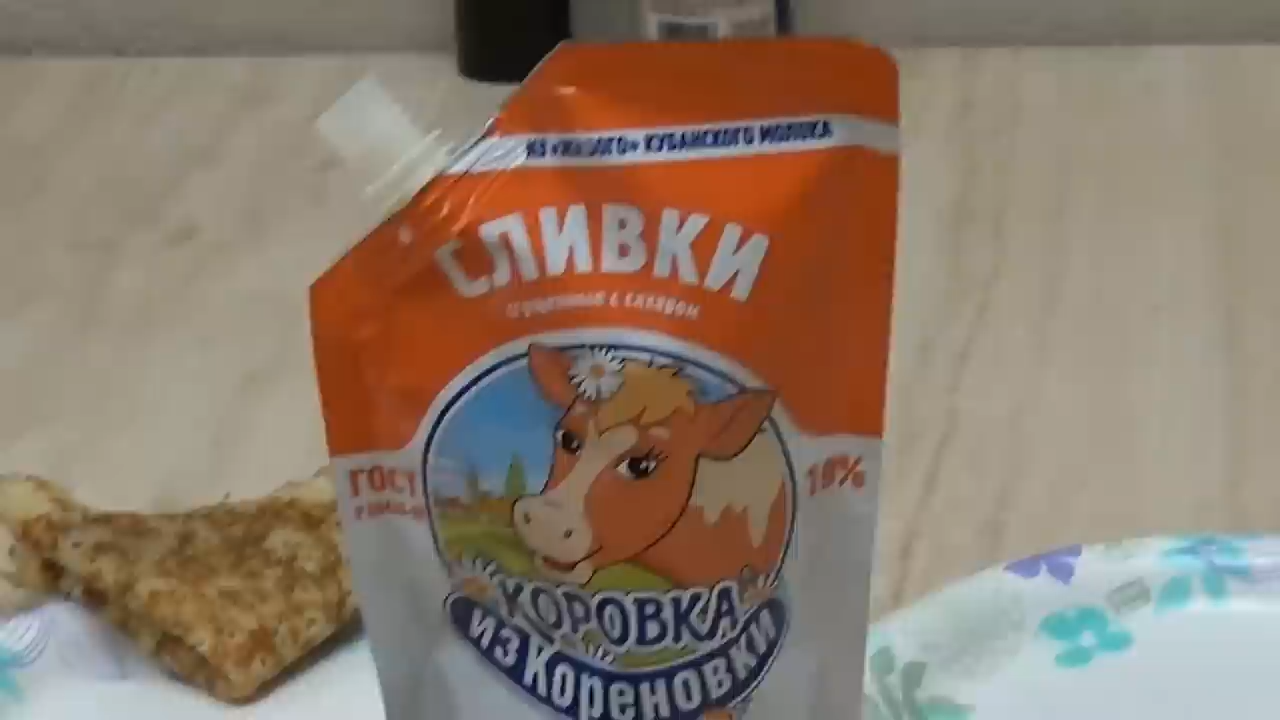 ИЗ «ЖИВОГО» КУБАНСКОГО МОЛОКА
СЛИВКИ
СГУЩЕННЫЕ С САХАРОМ
ГОСТ
19%
КОРОВКА
ИЗ Кореновки